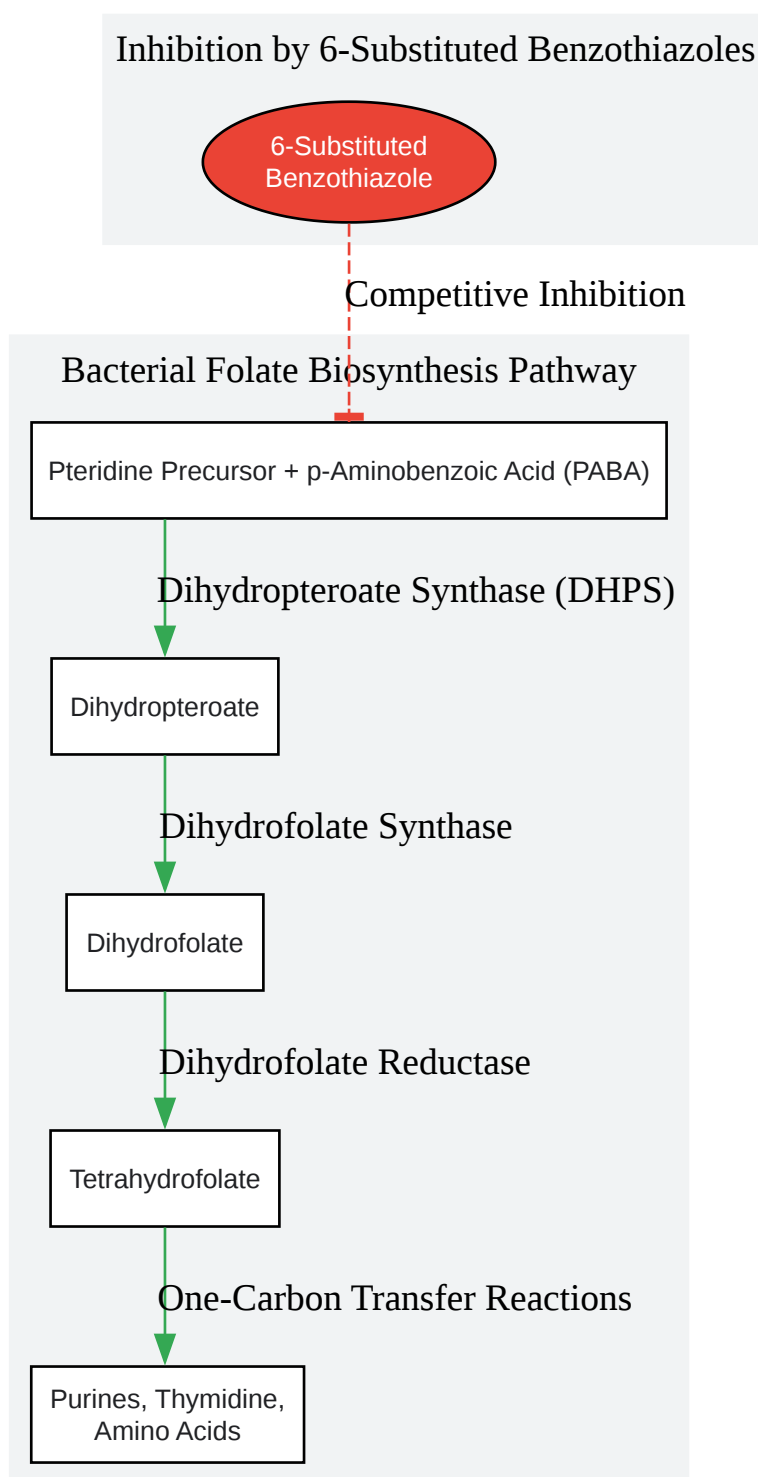 Inhibition by 6-Substituted Benzothiazoles
6-Substituted
Benzothiazole
Competitive Inhibition
Bacterial Folate Biosynthesis Pathway
Pteridine Precursor + p-Aminobenzoic Acid (PABA)
Dihydropteroate Synthase (DHPS)
Dihydropteroate
Dihydrofolate Synthase
Dihydrofolate
Dihydrofolate Reductase
Tetrahydrofolate
One-Carbon Transfer Reactions
Purines, Thymidine,
Amino Acids